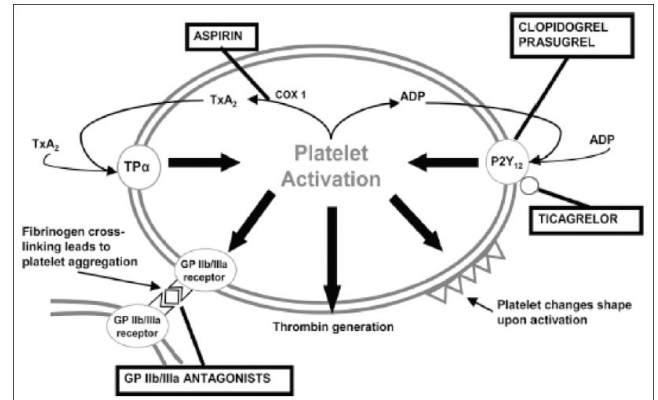 ASPIRIN
CLOPIDOGREL
PRASUGREL
TxA₂
COX 1
ADP
TxA₂
ADP
TPα
Platelet
Activation
P2Y₁₂
TICAGRELOR
Fibrinogen cross-
linking leads to
platelet aggregation
GP IIb/IIIa
receptor
GP IIb/IIIa
receptor
Thrombin generation
Platelet changes shape
upon activation
GP IIb/IIIa ANTAGONISTS